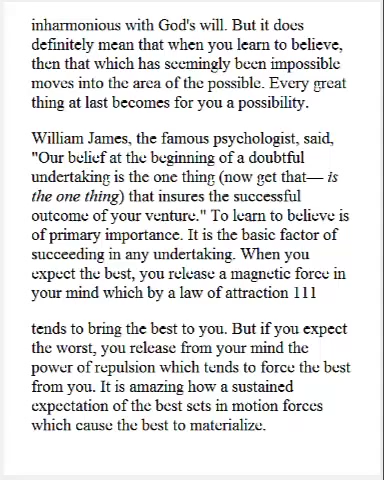 inharmonious with God's will. But it does
definitely mean that when you learn to believe,
then that which has seemingly been impossible
moves into the area of the possible. Every great
thing at last becomes for you a possibility.
William James, the famous psychologist, said,
"Our belief at the beginning of a doubtful
undertaking is the one thing (now get that— is
the one thing) that insures the successful
outcome of your venture." To learn to believe is
of primary importance. It is the basic factor of
succeeding in any undertaking. When you
expect the best, you release a magnetic force in
your mind which by a law of attraction 111
tends to bring the best to you. But if you expect
the worst, you release from your mind the
power of repulsion which tends to force the best
from you. It is amazing how a sustained
expectation of the best sets in motion forces
which cause the best to materialize.